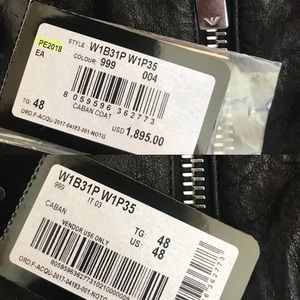 STYLE: W1B31P W1P35
PE2018
COLOUR: 999
EA
004
8 059596 362773
CABAN COAT
TG: 48
USD 1,895.00
ORD.F-ACQU-2017-04183-001-NOTG
W1B31P W1P35
999
IT 03
CABAN
TG: 48
US: 48
VENDOR USE ONLY
ORD.F-ACQU-2017-04183-001-NOTG